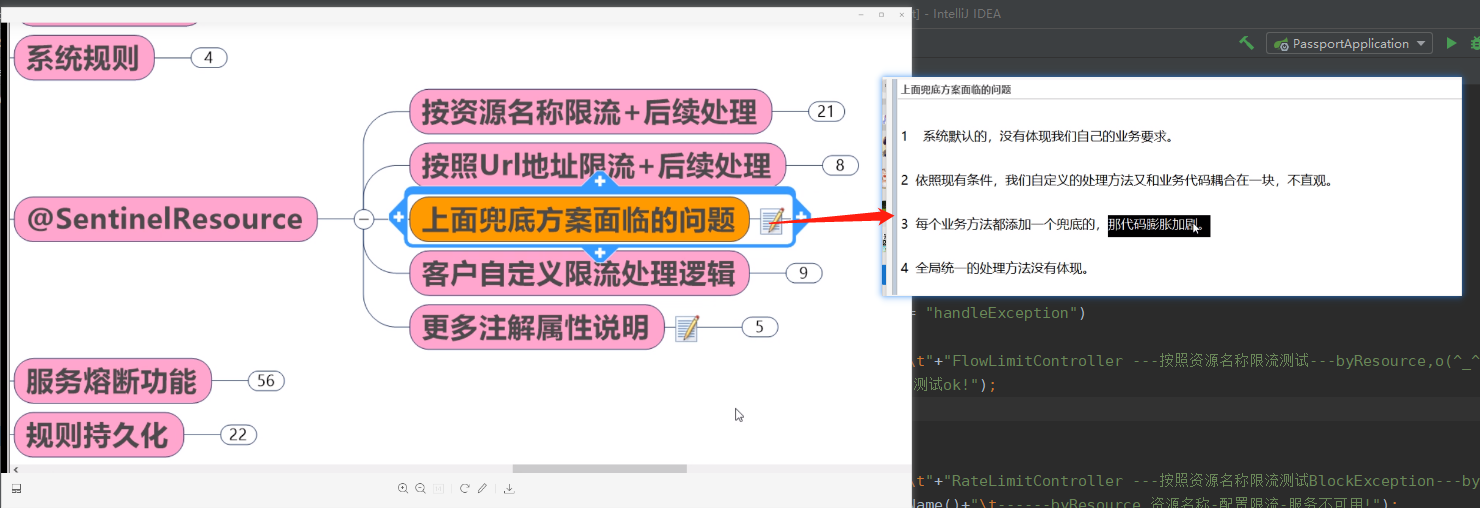 t] - IntelliJ IDEA
PassportApplication
系统规则
4
@SentinelResource
按资源名称限流+后续处理
21
按照Url地址限流+后续处理
8
上面兜底方案面临的问题
客户自定义限流处理逻辑
9
更多注解属性说明
5
服务熔断功能
56
规则持久化
22
上面兜底方案面临的问题
1 系统默认的，没有体现我们自己的业务要求。
2 依照现有条件，我们自定义的处理方法又和业务代码耦合在一块，不直观。
3 每个业务方法都添加一个兜底的，那代码膨胀加剧。
4 全局统一的处理方法没有体现。
= "handleException")
\t"+"FlowLimitController ---按照资源名称限流测试---byResource,o(^_^
测试ok!");
\t"+"RateLimitController ---按照资源名称限流测试BlockException---by
Name()+"\t------byResource 资源名称-配置限流-服务不可用!");